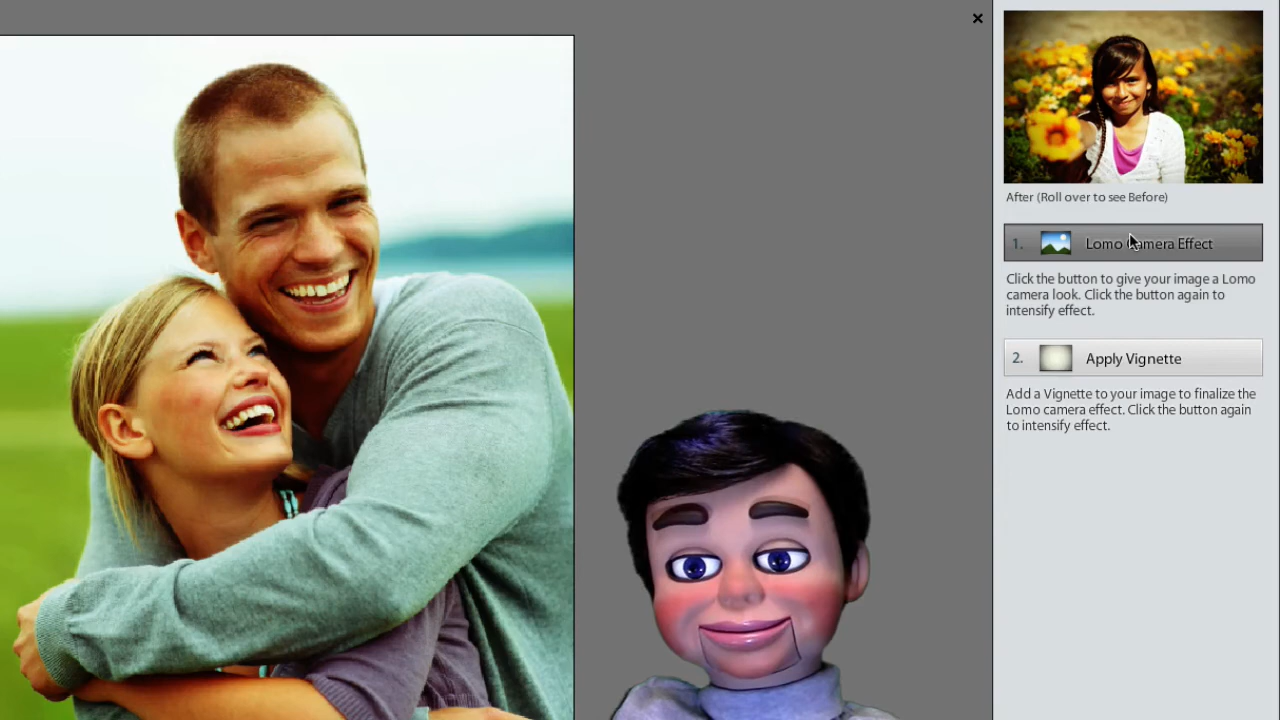 After (Roll over to see Before)
1. Lomo Camera Effect
Click the button to give your image a Lomo
camera look. Click the button again to
intensify effect.
2. Apply Vignette
Add a Vignette to your image to finalize the
Lomo camera effect. Click the button again
to intensify effect.